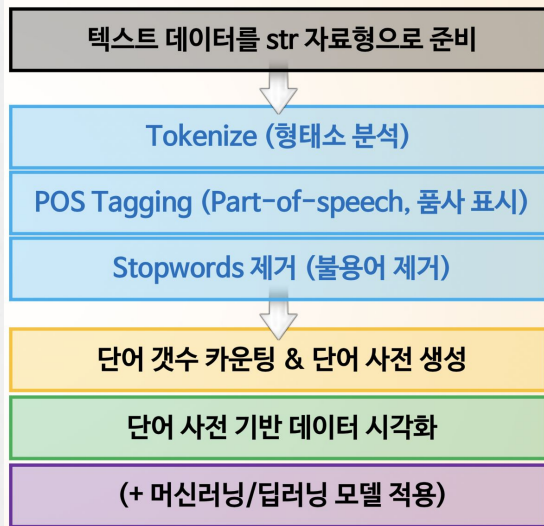 텍스트 데이터를 str 자료형으로 준비
Tokenize (형태소 분석)
POS Tagging (Part-of-speech, 품사 표시)
Stopwords 제거 (불용어 제거)
단어 갯수 카운팅 & 단어 사전 생성
단어 사전 기반 데이터 시각화
(+ 머신러닝/딥러닝 모델 적용)